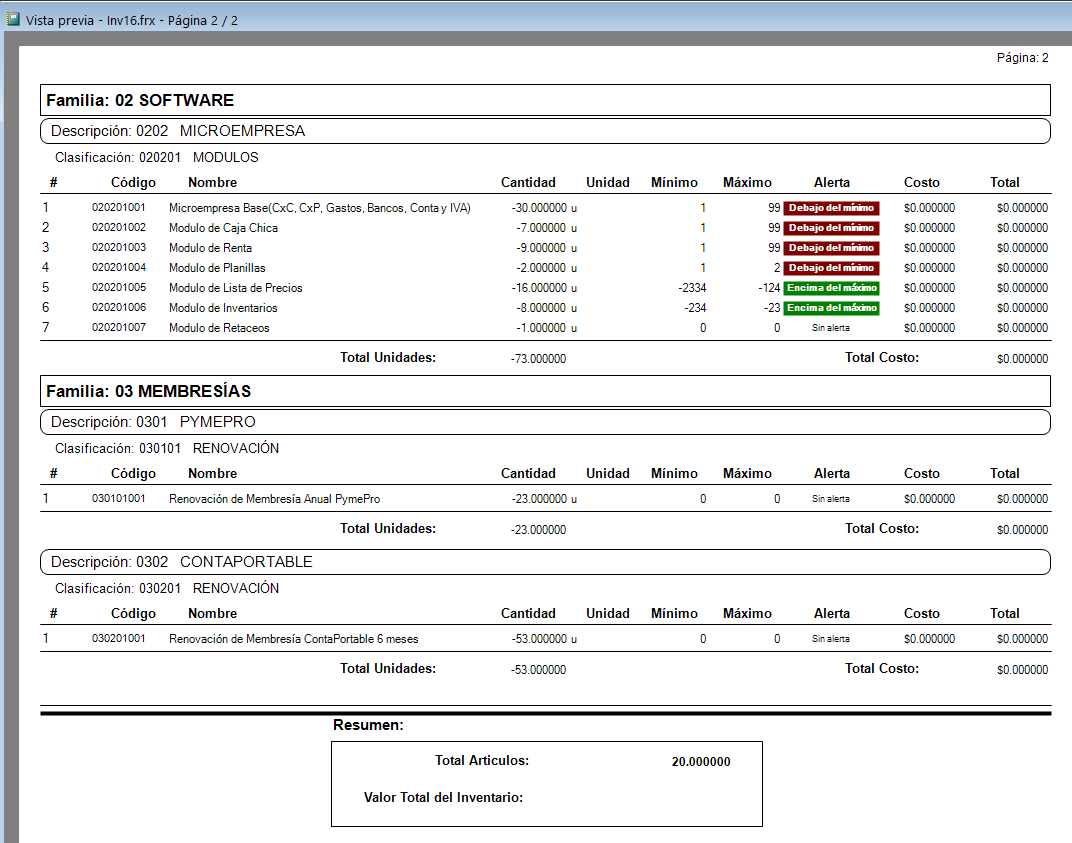 Vista previa - Inv16.frx - Página 2 / 2
Página: 2
Familia: 02 SOFTWARE
Descripción: 0202 MICROEMPRESA
Clasificación: 020201 MODULOS
# Código Nombre Cantidad Unidad Mínimo Máximo Alerta Costo Total
1 020201001 Microempresa Base(CxC, CxP, Gastos, Bancos, Conta y IVA) -30.000000 u 1 99 Debajo del mínimo $0.000000 $0.000000
2 020201002 Modulo de Caja Chica -7.000000 u 1 99 Debajo del mínimo $0.000000 $0.000000
3 020201003 Modulo de Renta -9.000000 u 1 99 Debajo del mínimo $0.000000 $0.000000
4 020201004 Modulo de Planillas -2.000000 u 1 2 Debajo del mínimo $0.000000 $0.000000
5 020201005 Modulo de Lista de Precios -16.000000 u -2334 -124 Encima del máximo $0.000000 $0.000000
6 020201006 Modulo de Inventarios -8.000000 u -234 -23 Encima del máximo $0.000000 $0.000000
7 020201007 Modulo de Retaceos -1.000000 u 0 0 Sin alerta $0.000000 $0.000000
Total Unidades: -73.000000 Total Costo: $0.000000
Familia: 03 MEMBRESÍAS
Descripción: 0301 PYMEPRO
Clasificación: 030101 RENOVACIÓN
# Código Nombre Cantidad Unidad Mínimo Máximo Alerta Costo Total
1 030101001 Renovación de Membresía Anual PymePro -23.000000 u 0 0 Sin alerta $0.000000 $0.000000
Total Unidades: -23.000000 Total Costo: $0.000000
Descripción: 0302 CONTAPORTABLE
Clasificación: 030201 RENOVACIÓN
# Código Nombre Cantidad Unidad Mínimo Máximo Alerta Costo Total
1 030201001 Renovación de Membresía ContaPortable 6 meses -53.000000 u 0 0 Sin alerta $0.000000 $0.000000
Total Unidades: -53.000000 Total Costo: $0.000000
Resumen:
Total Articulos: 20.000000
Valor Total del Inventario: